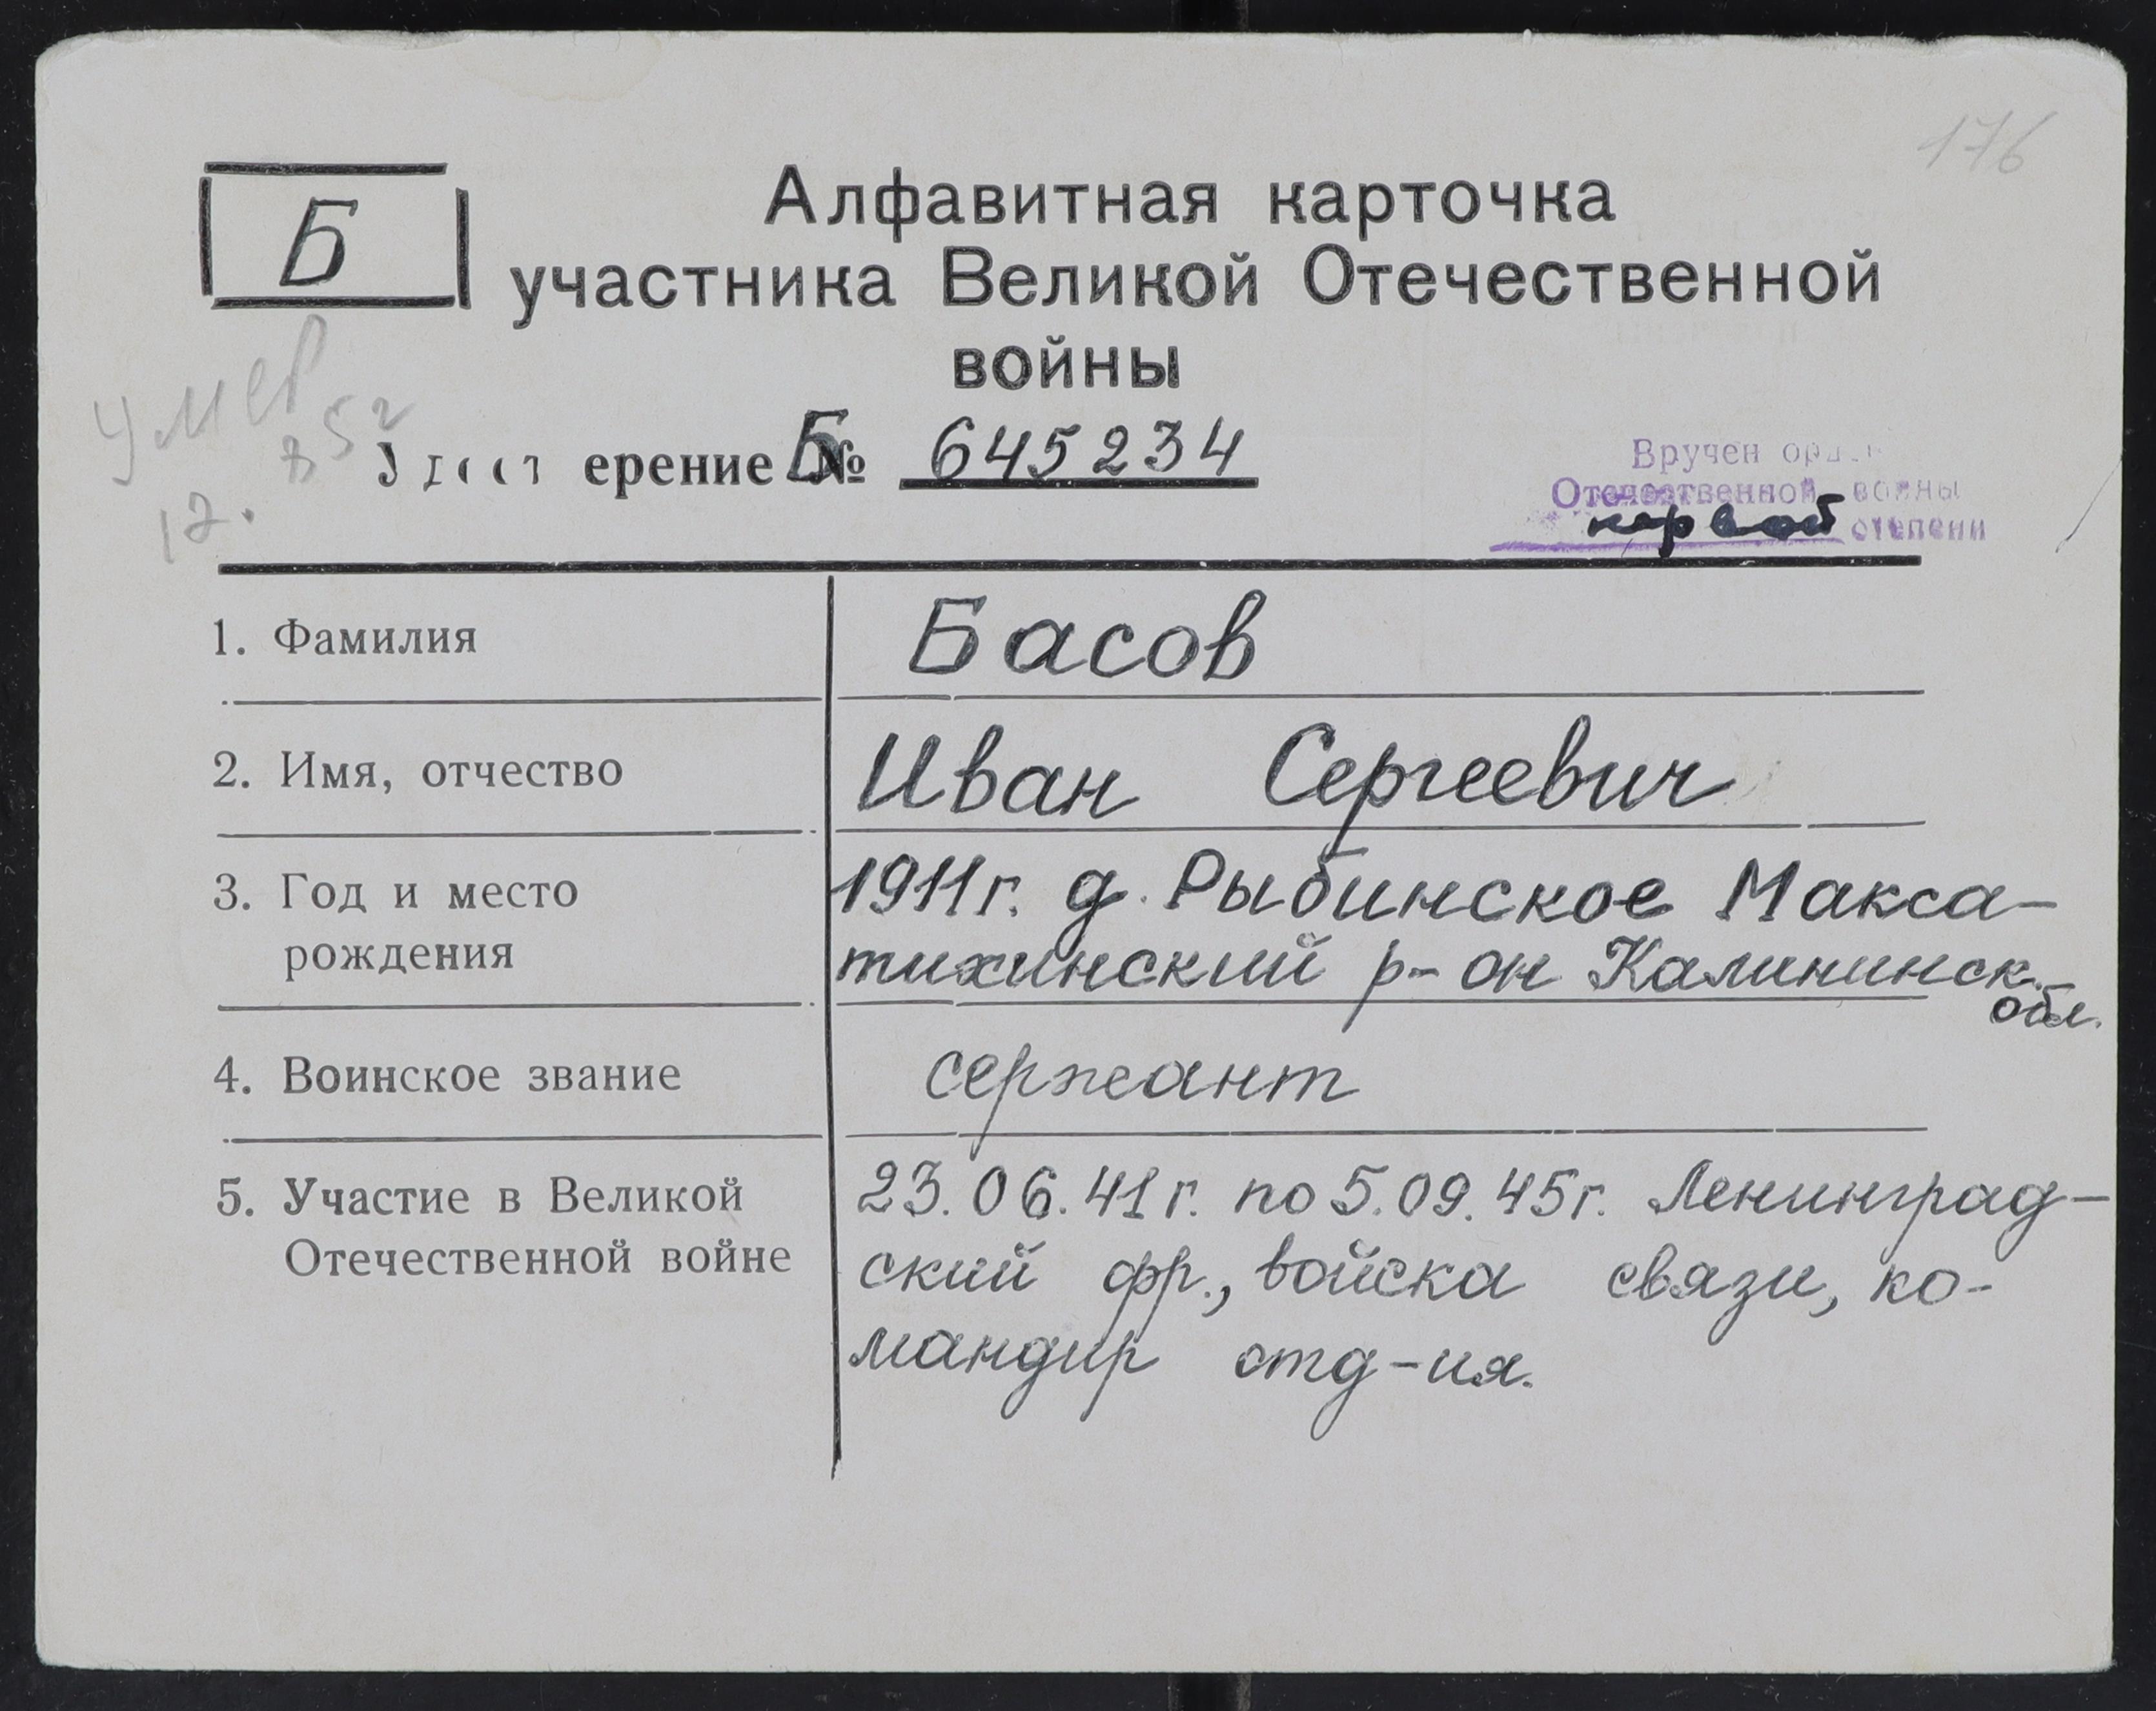 176
Алфавитная карточка
Б
участника Великой Отечественной
войны
умер
85г
12.
Удостоверение Б№ 645234
Вручен орден
Отечественной войны
первой степени
1. Фамилия Басов
2. Имя, отчество Иван Сергеевич
3. Год и место 1911г. д. Рыбинское Макса-
рождения тихинский р-он Калининск.
обл.
4. Воинское звание сержант
5. Участие в Великой 23.06.41г. по 5.09.45г. Ленинград-
Отечественной войне ский фр., войска связи, ко-
мандир отд-ия.